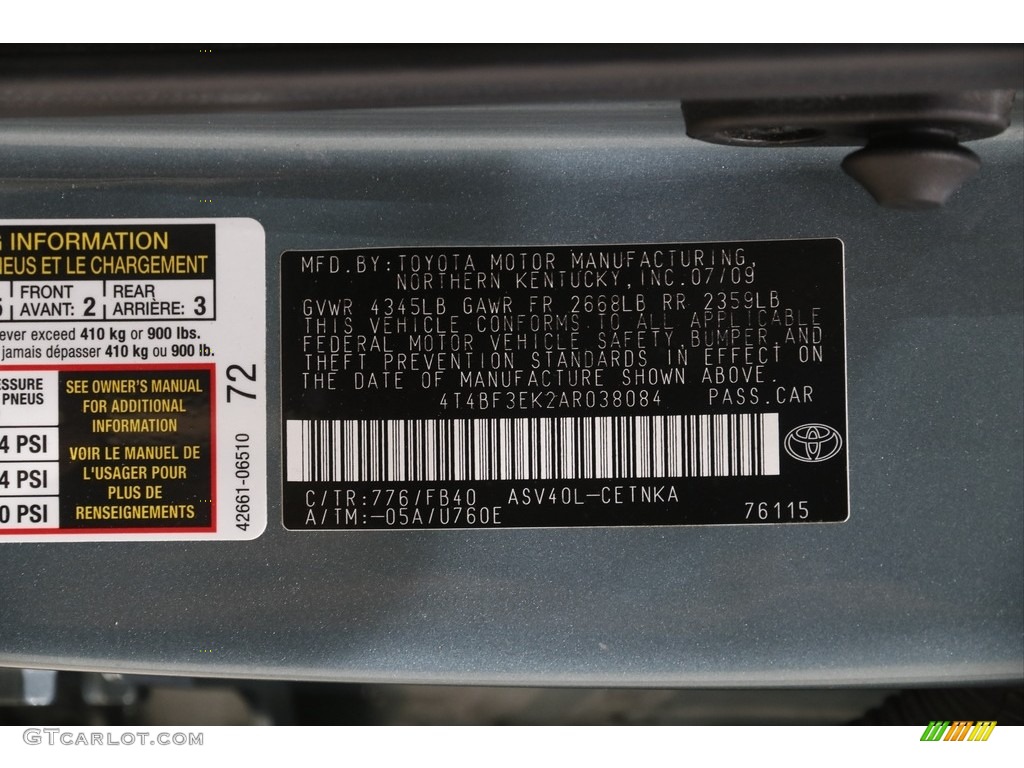 INFORMATION
NEUS ET LE CHARGEMENT
FRONT
AVANT: 2
REAR
ARRIÈRE: 3
ever exceed 410 kg or 900 lbs.
jamais dépasser 410 kg ou 900 lb.
ESSURE
PNEUS
4 PSI
4 PSI
0 PSI
SEE OWNER'S MANUAL
FOR ADDITIONAL
INFORMATION
VOIR LE MANUEL DE
L'USAGER POUR
PLUS DE
RENSEIGNEMENTS
72
42661-06510
MFD.BY:TOYOTA MOTOR MANUFACTURING,
NORTHERN KENTUCKY, INC.07/09
GVWR 4345LB GAWR FR 2668LB RR 2359LB
THIS VEHICLE CONFORMS TO ALL APPLICABLE
FEDERAL MOTOR VEHICLE SAFETY,BUMPER,AND
THEFT PREVENTION STANDARDS IN EFFECT ON
THE DATE OF MANUFACTURE SHOWN ABOVE.
4T4BF3EK2AR038084 PASS.CAR
C/TR:776/FB40 ASV40L-CETNKA
A/TM:-05A/U760E 76115
GTcarlot.com